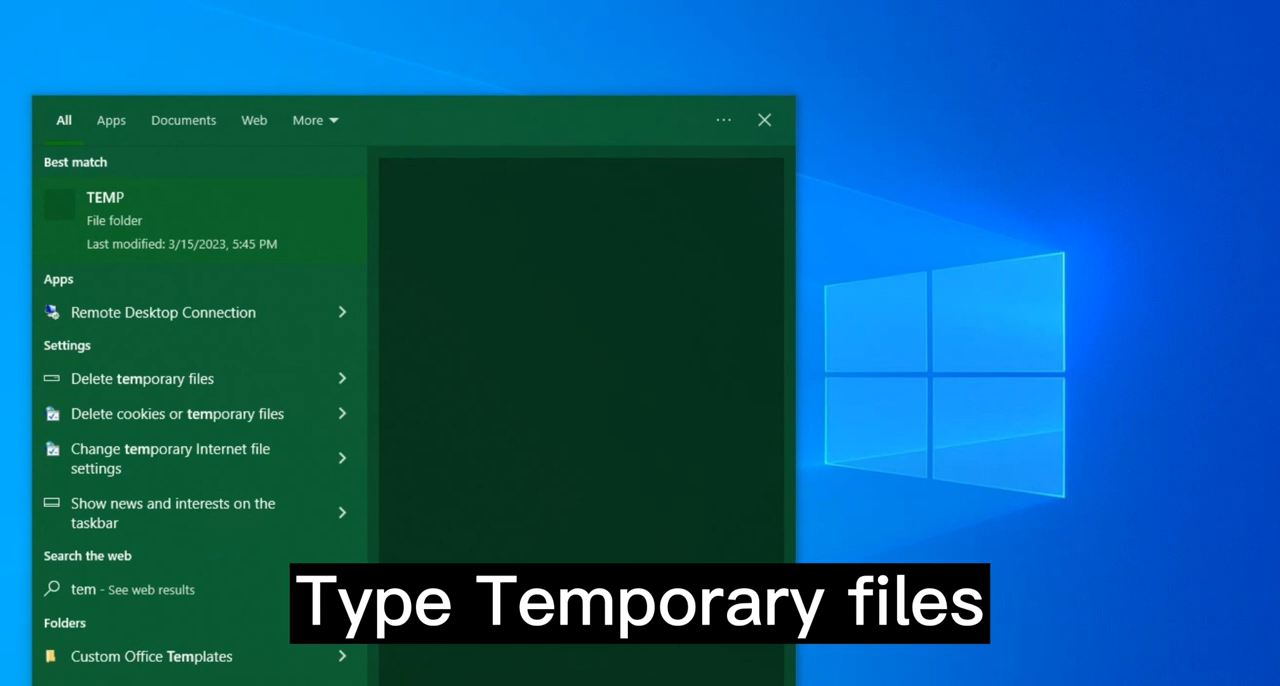 All Apps Documents Web More
Best match
TEMP
File folder
Last modified: 3/15/2023, 5:45 PM
Apps
Remote Desktop Connection
Settings
Delete temporary files
Delete cookies or temporary files
Change temporary Internet file
settings
Show news and interests on the
taskbar
Search the web
tem - See web results
Folders
Custom Office Templates
Type Temporary files